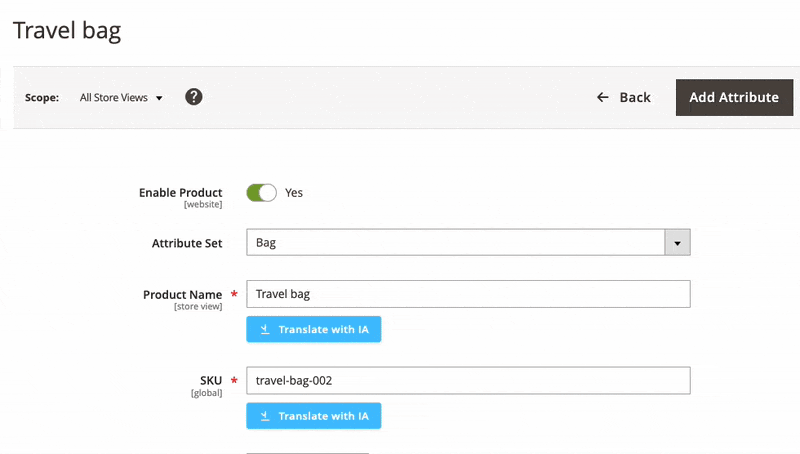 Travel bag
Scope: All Store Views ? Back Add Attribute
Enable Product Yes
[website]
Attribute Set Bag
Product Name * Travel bag
[store view]
Translate with IA
SKU * travel-bag-002
[global]
Translate with IA